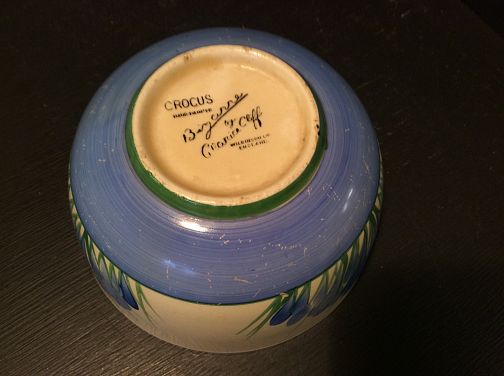 CROCUS
HAND PAINTED
Bizarre
by
Clarice Cliff
WILKINSON LTD
ENGLAND.